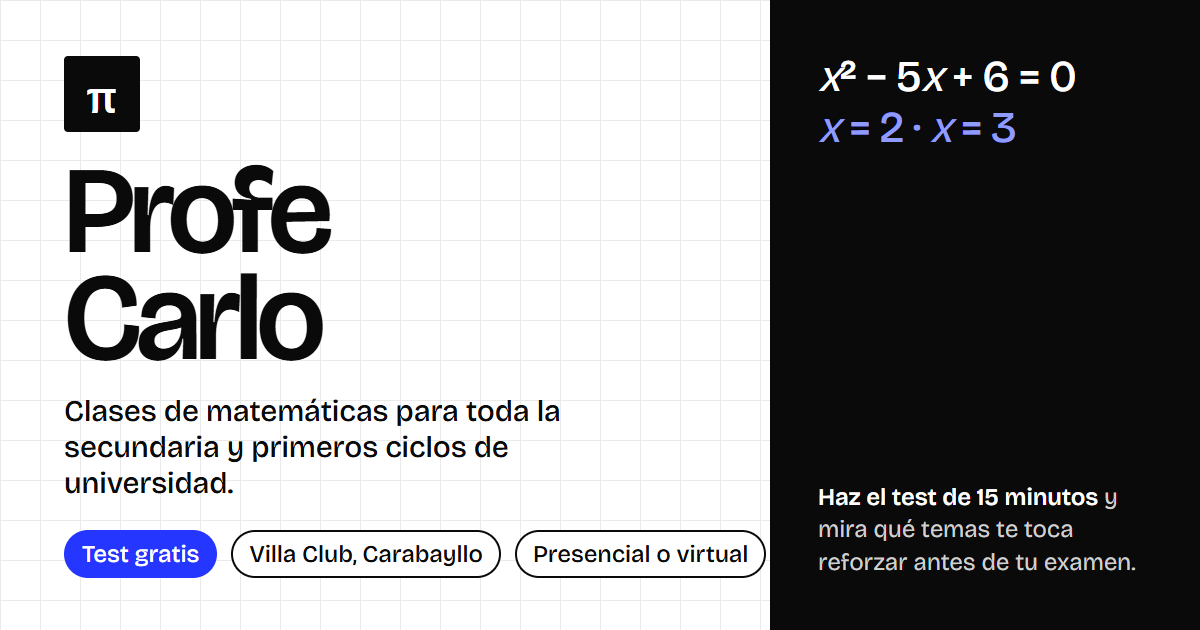 π
Profe
Carlo
Clases de matemáticas para toda la
secundaria y primeros ciclos de
universidad.
Test gratis
Villa Club, Carabayllo
Presencial o virtual
x² − 5x + 6 = 0
x = 2 · x = 3
Haz el test de 15 minutos y
mira qué temas te toca
reforzar antes de tu examen.